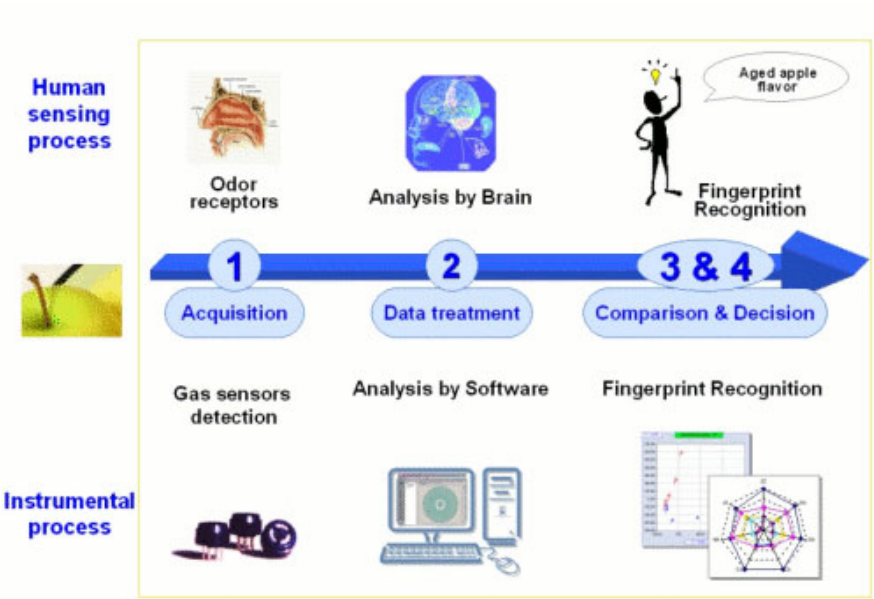 Human
sensing
process
Odor
receptors
Analysis by Brain
Aged apple
flavor
Fingerprint
Recognition
1
2
3 & 4
Acquisition
Data treatment
Comparison & Decision
Gas sensors
detection
Analysis by Software
Fingerprint Recognition
Instrumental
process